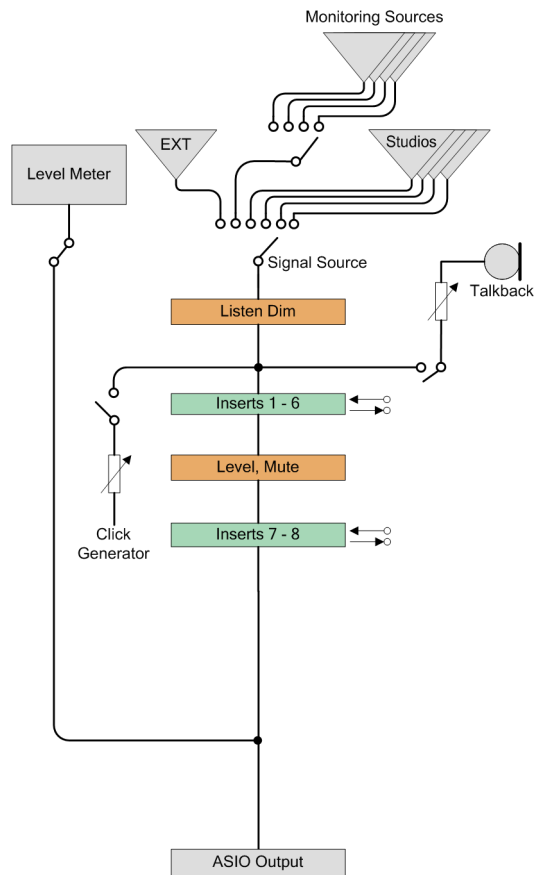 Monitoring Sources
EXT
Studios
Level Meter
Signal Source
Talkback
Listen Dim
Inserts 1 - 6
Level, Mute
Inserts 7 - 8
Click
Generator
ASIO Output